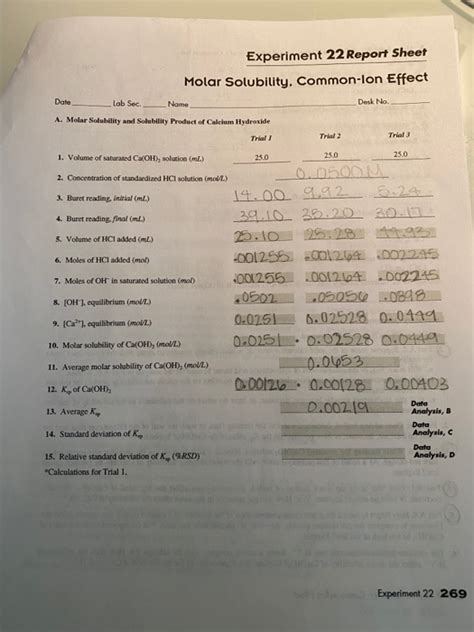 Experiment 22 Report Sheet
Molar Solubility, Common-Ion Effect
Date Lab Sec. Name Desk No.
A. Molar Solubility and Solubility Product of Calcium Hydroxide
Trial 1 Trial 2 Trial 3
1. Volume of saturated Ca(OH)₂ solution (mL) 25.0 25.0 25.0
2. Concentration of standardized HCl solution (mol/L) 0.0500M
3. Buret reading, initial (mL) 14.00 9.92 5.24
4. Buret reading, final (mL) 39.10 35.20 30.17
5. Volume of HCl added (mL) 25.10 25.28 44.93
6. Moles of HCl added (mol) .001255 .001264 .002245
7. Moles of OH⁻ in saturated solution (mol) .001255 .001264 .002245
8. [OH⁻], equilibrium (mol/L) .0502 .05056 .0898
9. [Ca²⁺], equilibrium (mol/L) 0.0251 0.02528 0.0449
10. Molar solubility of Ca(OH)₂ (mol/L) 0.0251 0.02528 0.0449
11. Average molar solubility of Ca(OH)₂ (mol/L) 0.0653
12. Ksp of Ca(OH)₂ 0.00126 0.00128 0.00403
13. Average Ksp 0.00219 Data Analysis, B
14. Standard deviation of Ksp Data Analysis, C
15. Relative standard deviation of Ksp (%RSD) Data Analysis, D
*Calculations for Trial 1.
Experiment 22 269